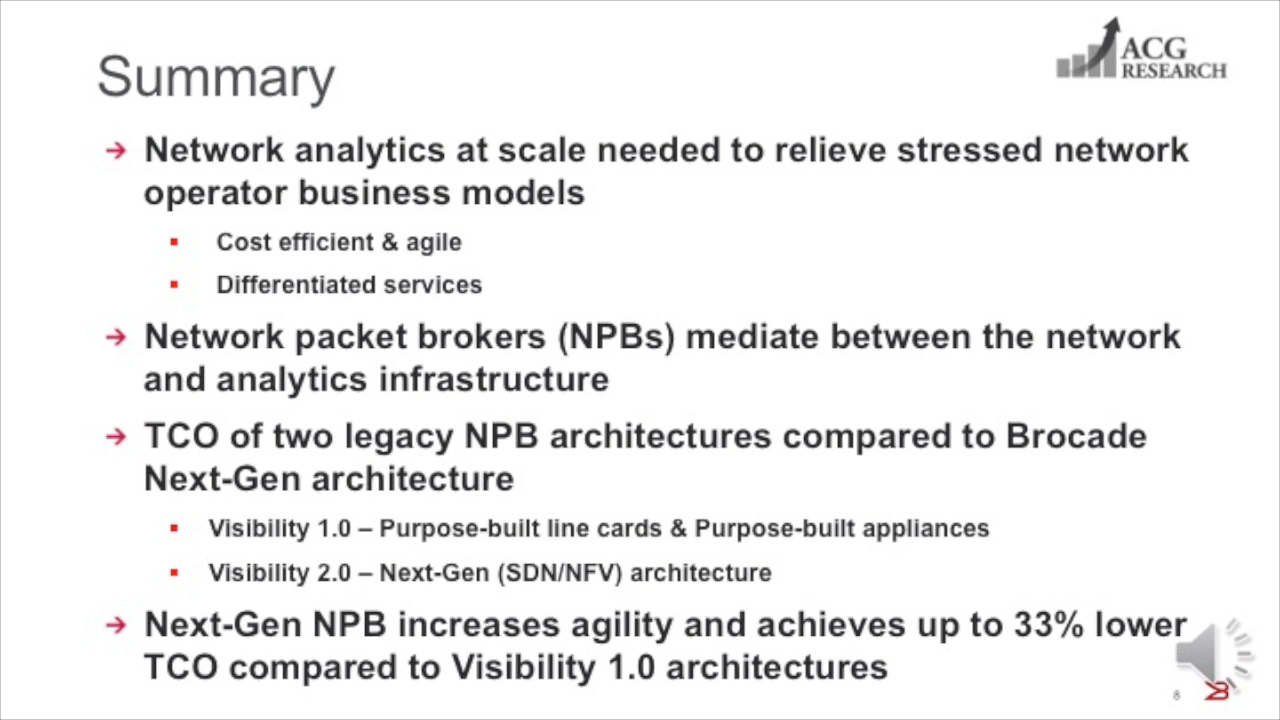 ACG
RESEARCH
Summary
Network analytics at scale needed to relieve stressed network
operator business models
Cost efficient & agile
Differentiated services
Network packet brokers (NPBs) mediate between the network
and analytics infrastructure
TCO of two legacy NPB architectures compared to Brocade
Next-Gen architecture
Visibility 1.0 – Purpose-built line cards & Purpose-built appliances
Visibility 2.0 – Next-Gen (SDN/NFV) architecture
Next-Gen NPB increases agility and achieves up to 33% lower
TCO compared to Visibility 1.0 architectures
8